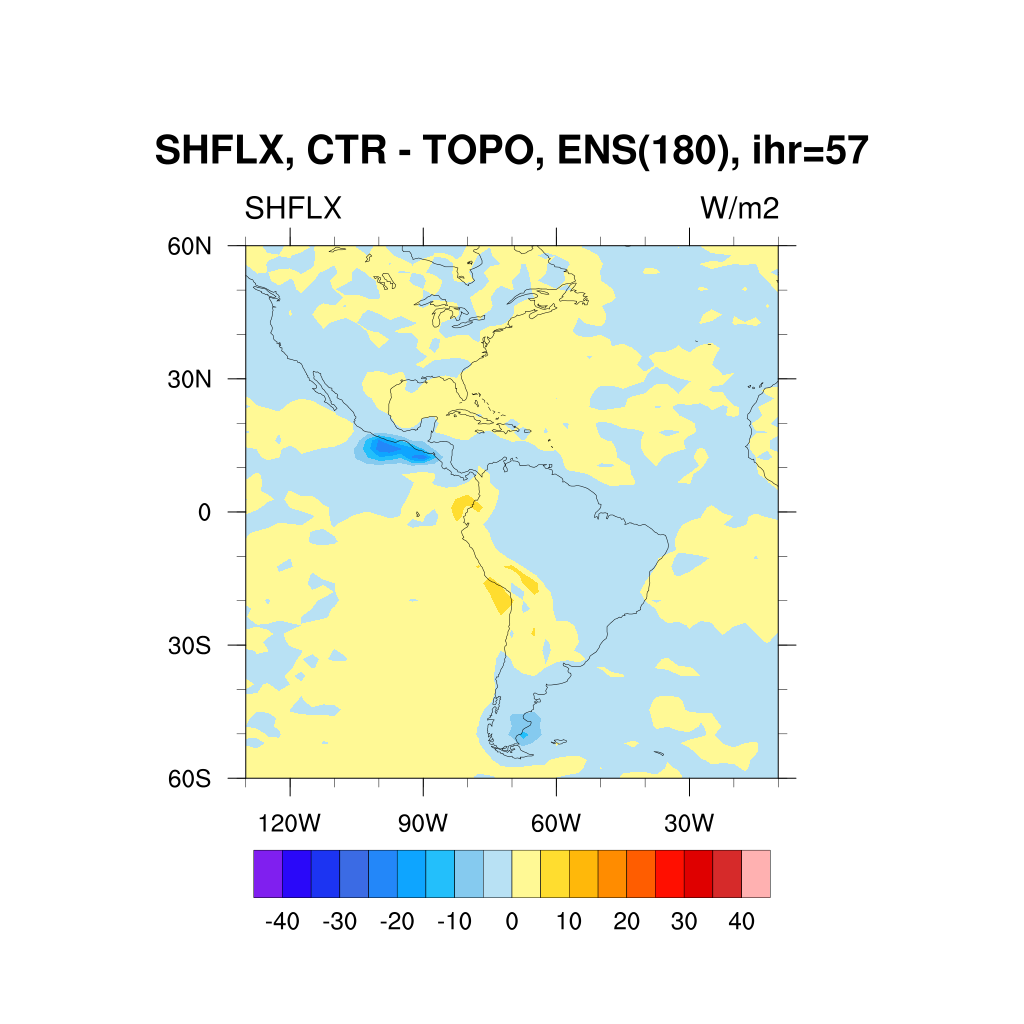 SHFLX, CTR - TOPO, ENS(180), ihr=57
SHFLX W/m2
60N
30N
0
30S
60S
120W 90W 60W 30W
-40 -30 -20 -10 0 10 20 30 40